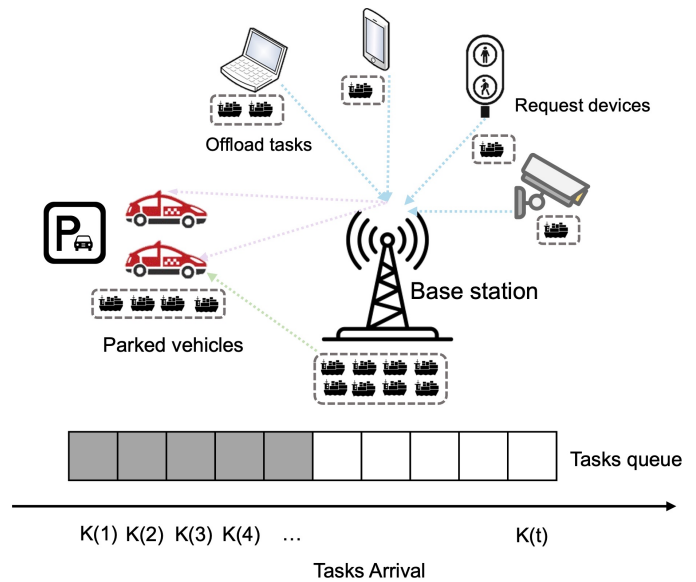 Request devices
Offload tasks
P
Base station
Parked vehicles
Tasks queue
K(1) K(2) K(3) K(4) ... K(t)
Tasks Arrival